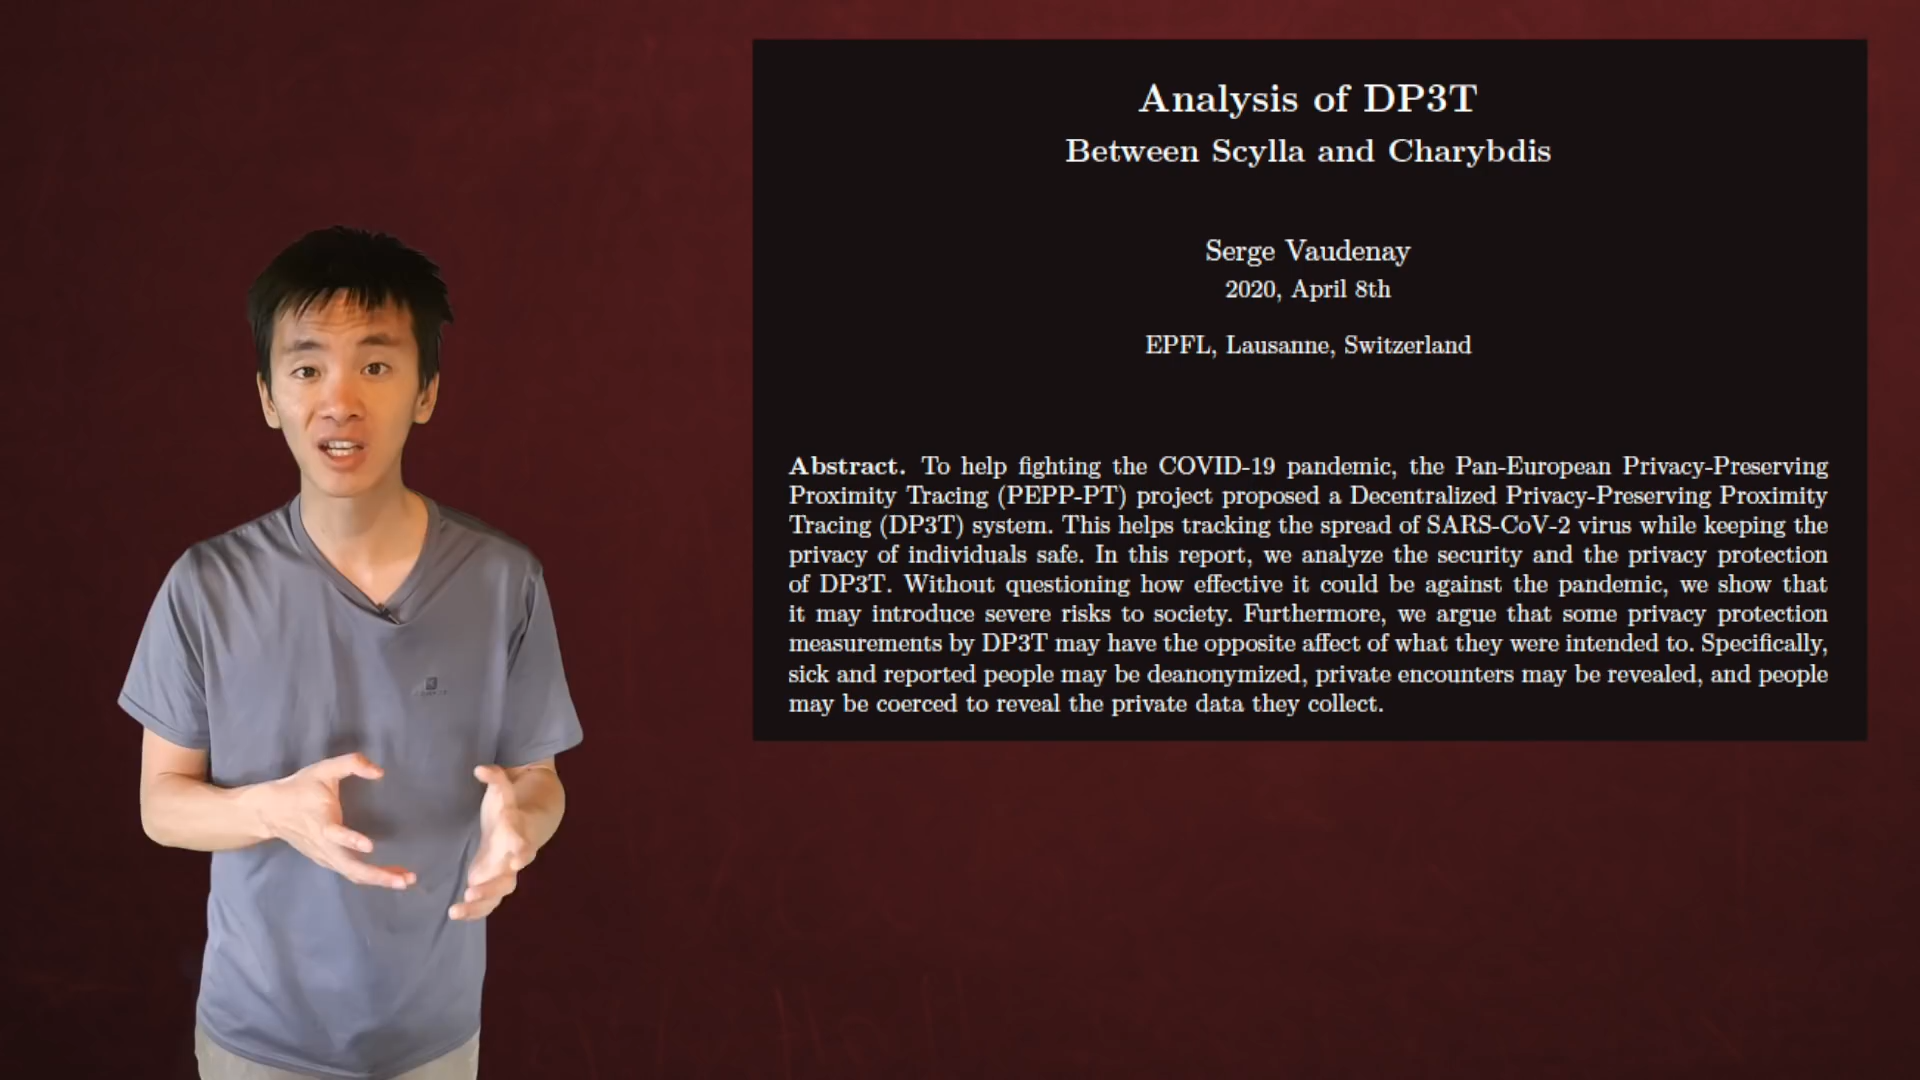 Analysis of DP3T
Between Scylla and Charybdis
Serge Vaudenay
2020, April 8th
EPFL, Lausanne, Switzerland
Abstract. To help fighting the COVID-19 pandemic, the Pan-European Privacy-Preserving
Proximity Tracing (PEPP-PT) project proposed a Decentralized Privacy-Preserving Proximity
Tracing (DP3T) system. This helps tracking the spread of SARS-CoV-2 virus while keeping the
privacy of individuals safe. In this report, we analyze the security and the privacy protection
of DP3T. Without questioning how effective it could be against the pandemic, we show that
it may introduce severe risks to society. Furthermore, we argue that some privacy protection
measurements by DP3T may have the opposite affect of what they were intended to. Specifically,
sick and reported people may be deanonymized, private encounters may be revealed, and people
may be coerced to reveal the private data they collect.